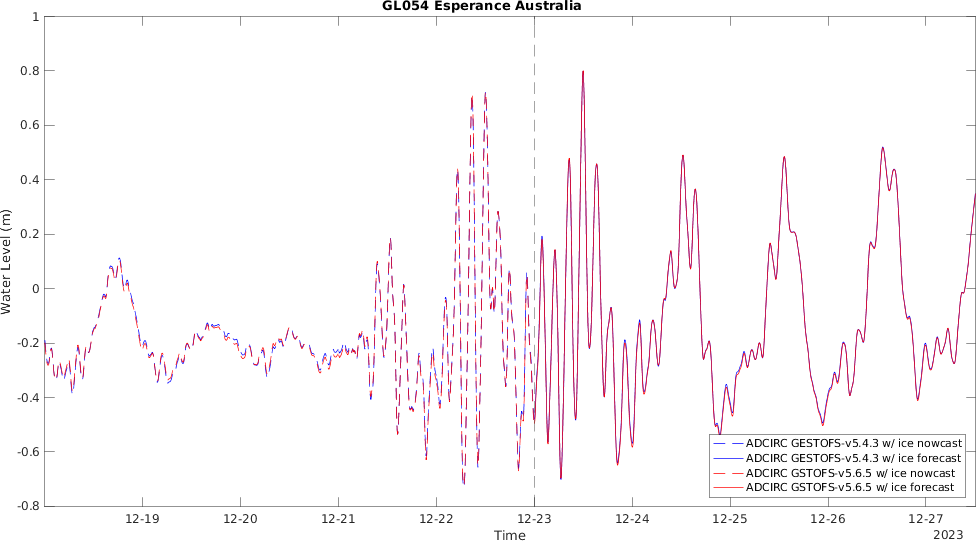 GL054 Esperance Australia
1
0.8
0.6
0.4
0.2
0
-0.2
-0.4
-0.6
-0.8
Water Level (m)
12-19 12-20 12-21 12-22 12-23 12-24 12-25 12-26 12-27
Time
2023
ADCIRC GESTOFS-v5.4.3 w/ ice nowcast
ADCIRC GESTOFS-v5.4.3 w/ ice forecast
ADCIRC GSTOFS-v5.6.5 w/ ice nowcast
ADCIRC GSTOFS-v5.6.5 w/ ice forecast